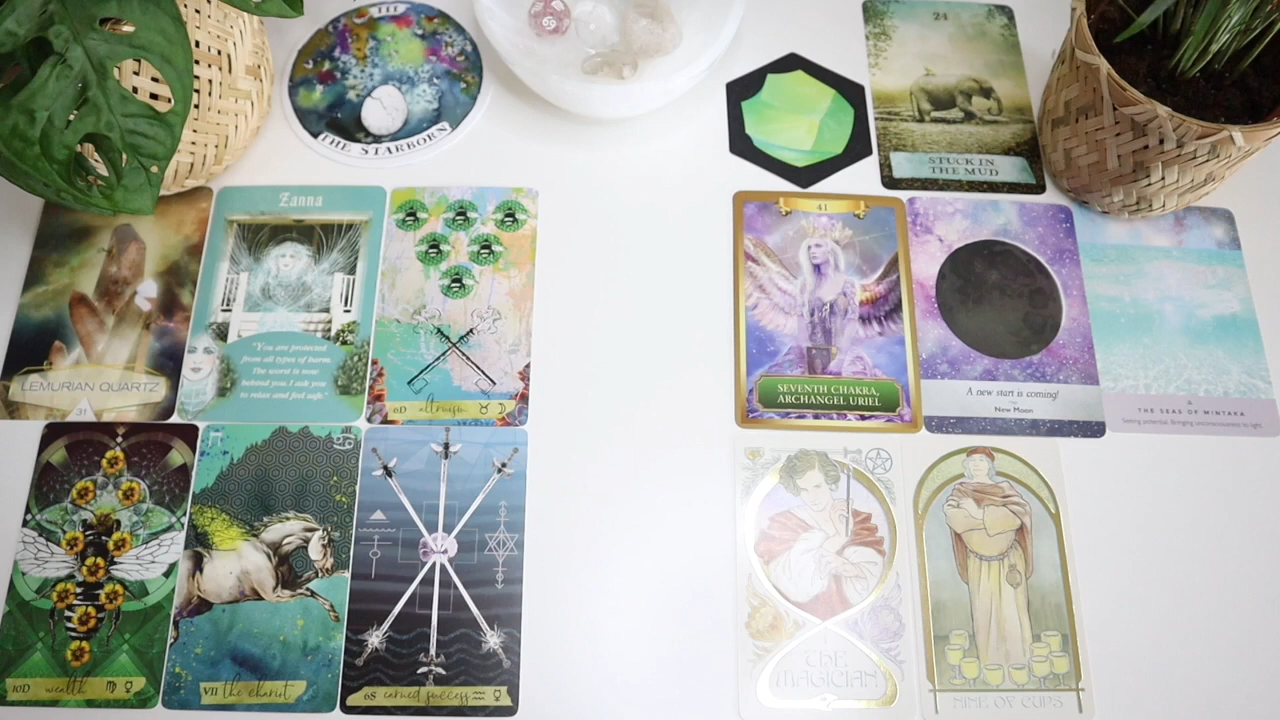 III
THE STARBORN
24
STUCK IN
THE MUD
LEMURIAN QUARTZ
31
Zanna
"You are protected
from all types of harm.
The worst is now
behind you. I ask you
to relax and feel safe."
6D altruism
41
SEVENTH CHAKRA,
ARCHANGEL URIEL
A new start is coming!
New Moon
THE SEAS OF MINTAKA
Seeing potential. Bringing unconsciousness to light.
10D wealth
VII the chariot
6S earned success
THE
MAGICIAN
NINE OF CUPS